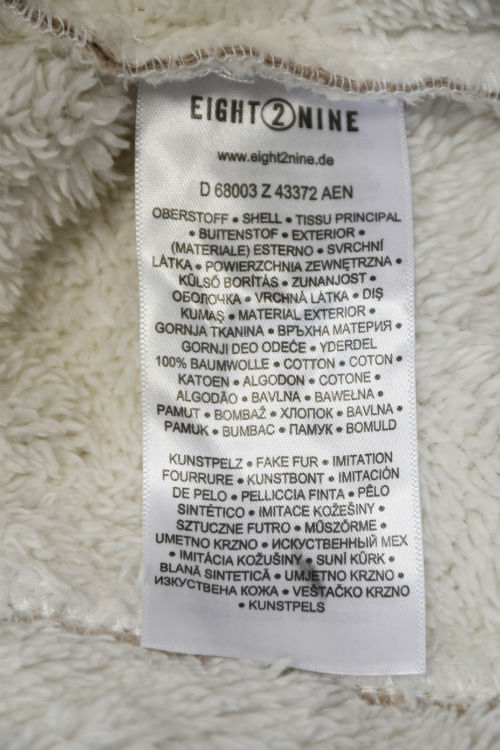 EIGHT2NINE
www.eight2nine.de
D 68003 Z 43372 AEN
OBERSTOFF • SHELL • TISSU PRINCIPAL
• BUITENSTOF • EXTERIOR •
(MATERIALE) ESTERNO • SVRCHNÍ
LÁTKA • POWIERZCHNIA ZEWNĘTRZNA •
KÜLSŐ BORÍTÁS • ZUNANJOST •
ОБОЛОЧКА • VRCHNÁ LÁTKA • DIŞ
KUMAŞ • MATERIAL EXTERIOR •
GORNJA TKANINA • ВРЪХНА МАТЕРИЯ •
GORNJI DEO ODEĆE • YDERDEL
100% BAUMWOLLE • COTTON • COTON •
KATOEN • ALGODON • COTONE •
ALGODÃO • BAVLNA • BAWEŁNA •
PAMUT • BOMBAŽ • ХЛОПОК • BAVLNA •
PAMUK • BUMBAC • ПАМУК • BOMULD
KUNSTPELZ • FAKE FUR • IMITATION
FOURRURE • KUNSTBONT • IMITACIÓN
DE PELO • PELLICCIA FINTA • PÊLO
SINTÉTICO • IMITACE KOŽEŠINY •
SZTUCZNE FUTRO • MŰSZŐRME •
UMETNO KRZNO • ИСКУСТВЕННЫЙ МЕХ
• IMITÁCIA KOŽUŠINY • SUNİ KÜRK •
BLANĂ SINTETICĂ • UMJETNO KRZNO •
ИЗКУСТВЕНА КОЖА • VEŠTAČKO KRZNO
• KUNSTPELS